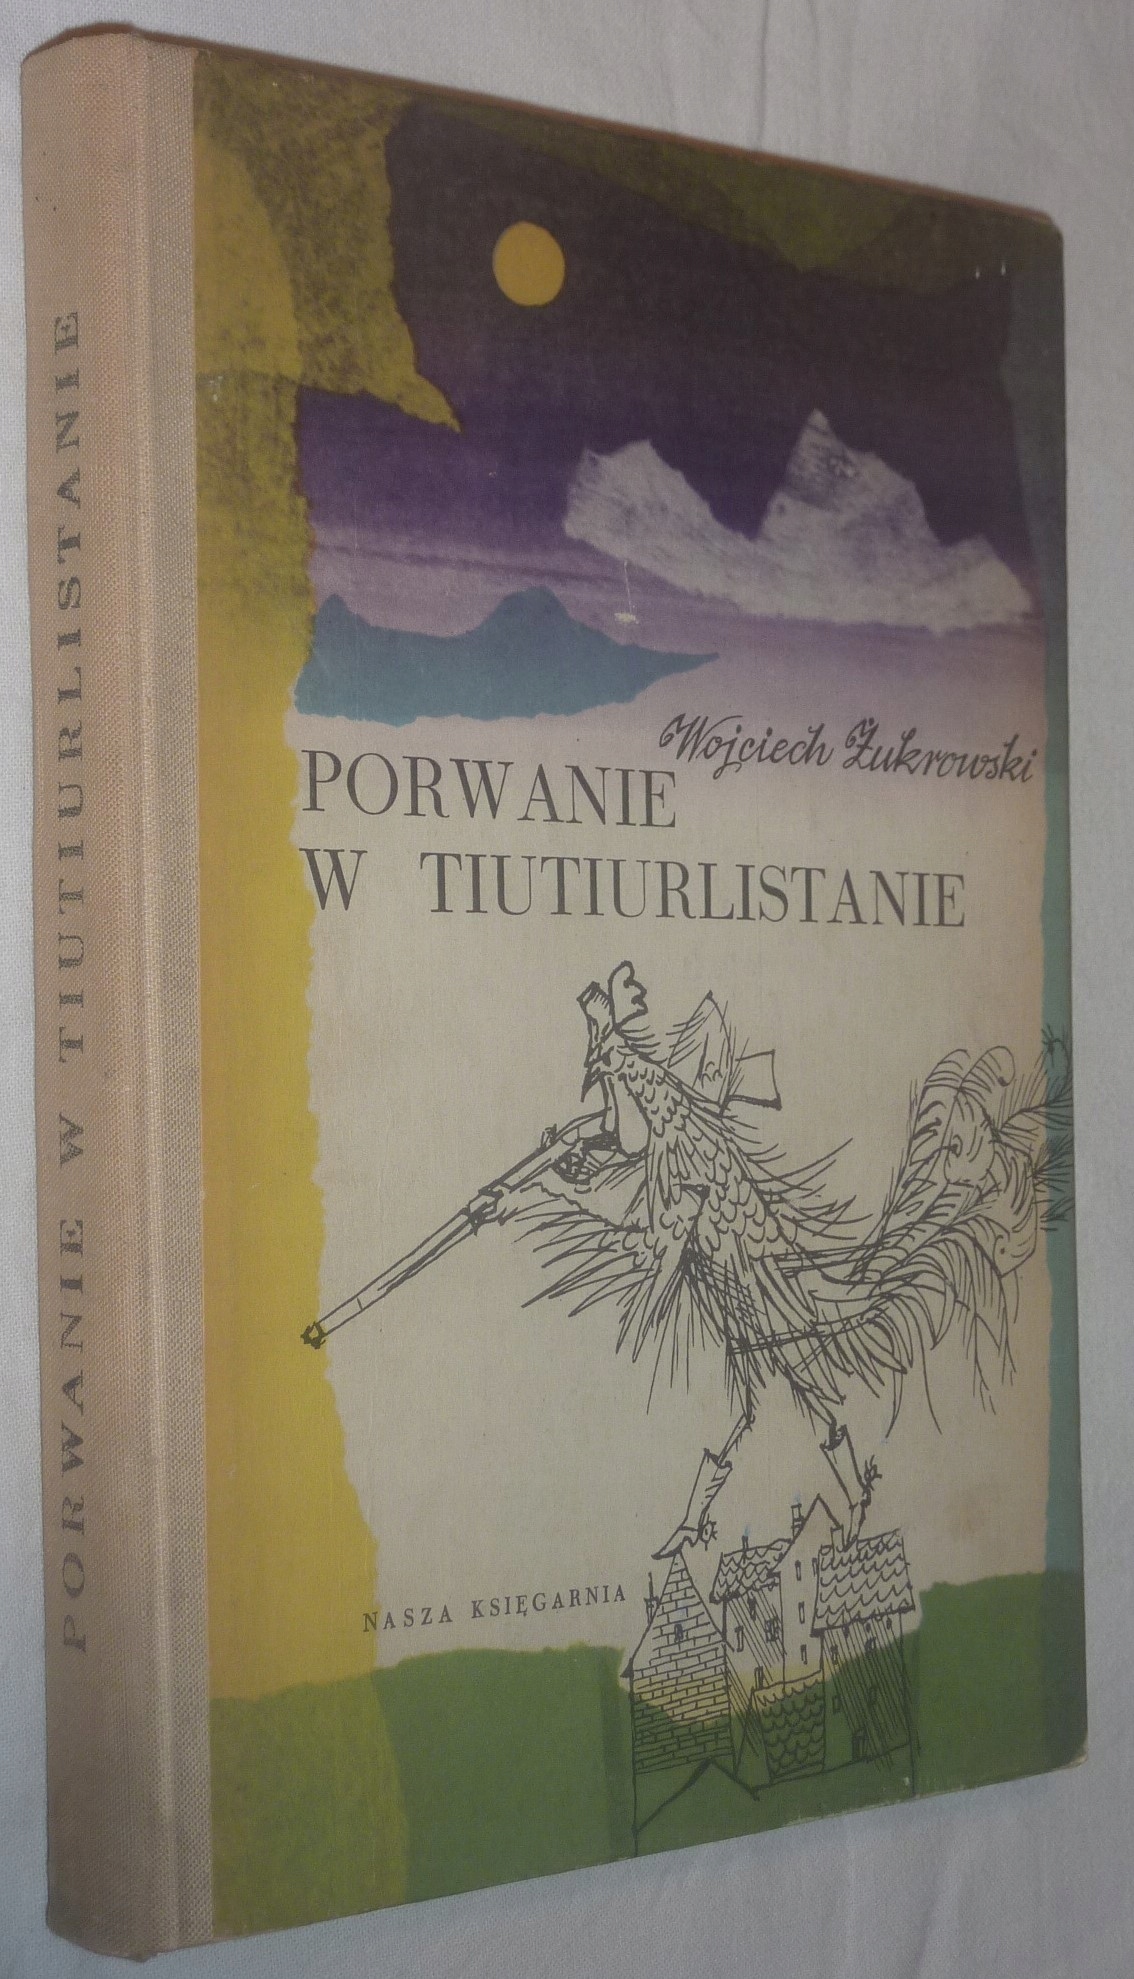 PORWANIE W TIUTIURLISTANIE
Wojciech Żukrowski
PORWANIE
W TIUTIURLISTANIE
NASZA KSIĘGARNIA